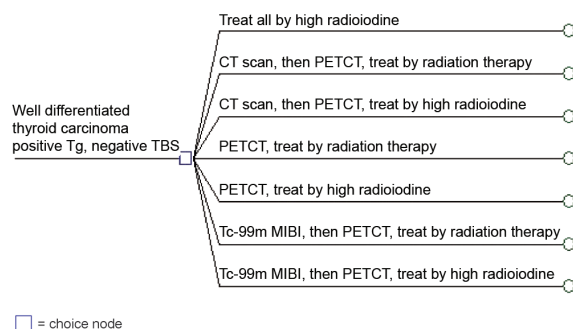 Treat all by high radioiodine
CT scan, then PETCT, treat by radiation therapy
CT scan, then PETCT, treat by high radioiodine
Well differentiated
thyroid carcinoma
positive Tg, negative TBS
PETCT, treat by radiation therapy
PETCT, treat by high radioiodine
Tc-99m MIBI, then PETCT, treat by radiation therapy
Tc-99m MIBI, then PETCT, treat by high radioiodine
= choice node